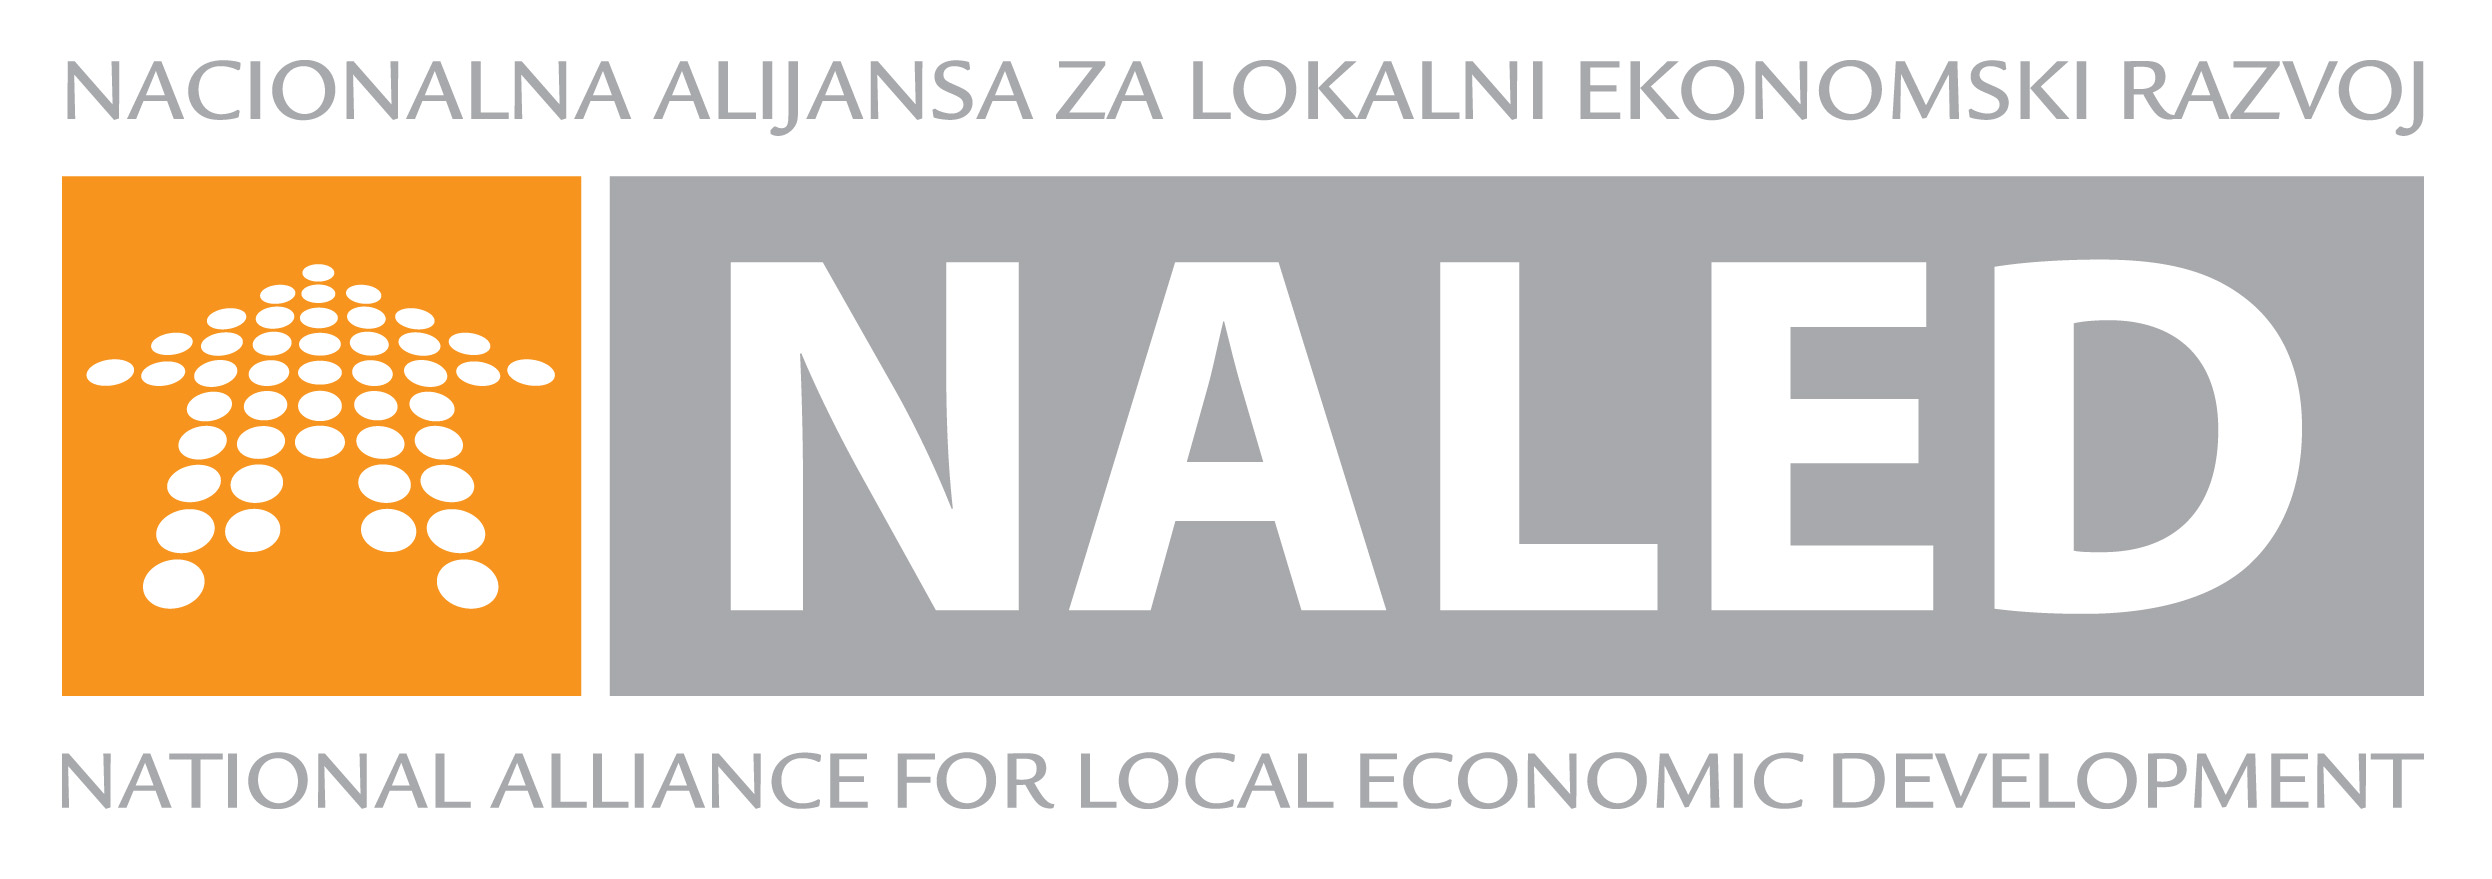 NACIONALNA ALIJANSA ZA LOKALNI EKONOMSKI RAZVOJ
NALED
NATIONAL ALLIANCE FOR LOCAL ECONOMIC DEVELOPMENT